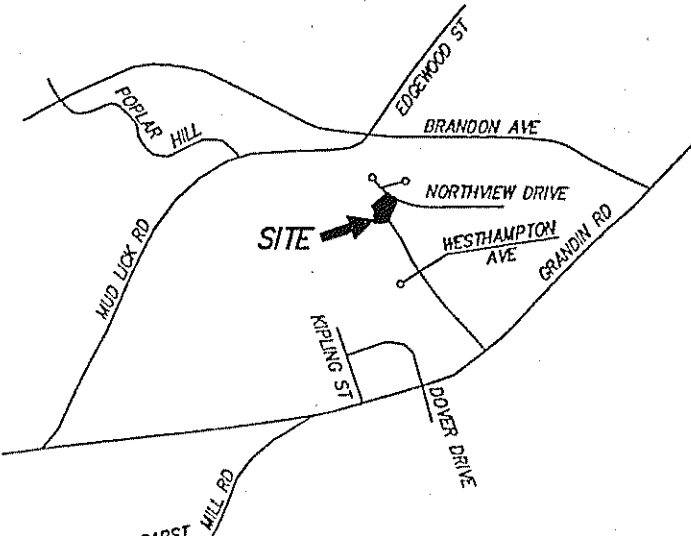 EDGEWOOD ST
POPLAR
HILL
BRANDON AVE
NORTHVIEW DRIVE
SITE
WESTHAMPTON
AVE
GRANDIN RD
MUD LICK RD
KIPLING ST
DOVER DRIVE
MILL RD